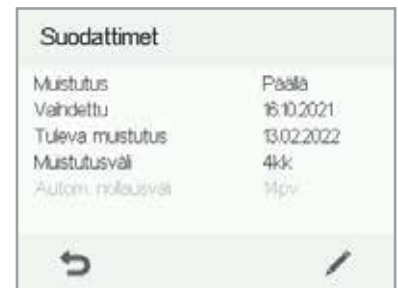 Suodattimet
Muistutus Päällä
Vaihdettu 16.10.2021
Tuleva muistutus 13.02.2022
Muistutusväli 4kk
Autom. nollausväli 14pv